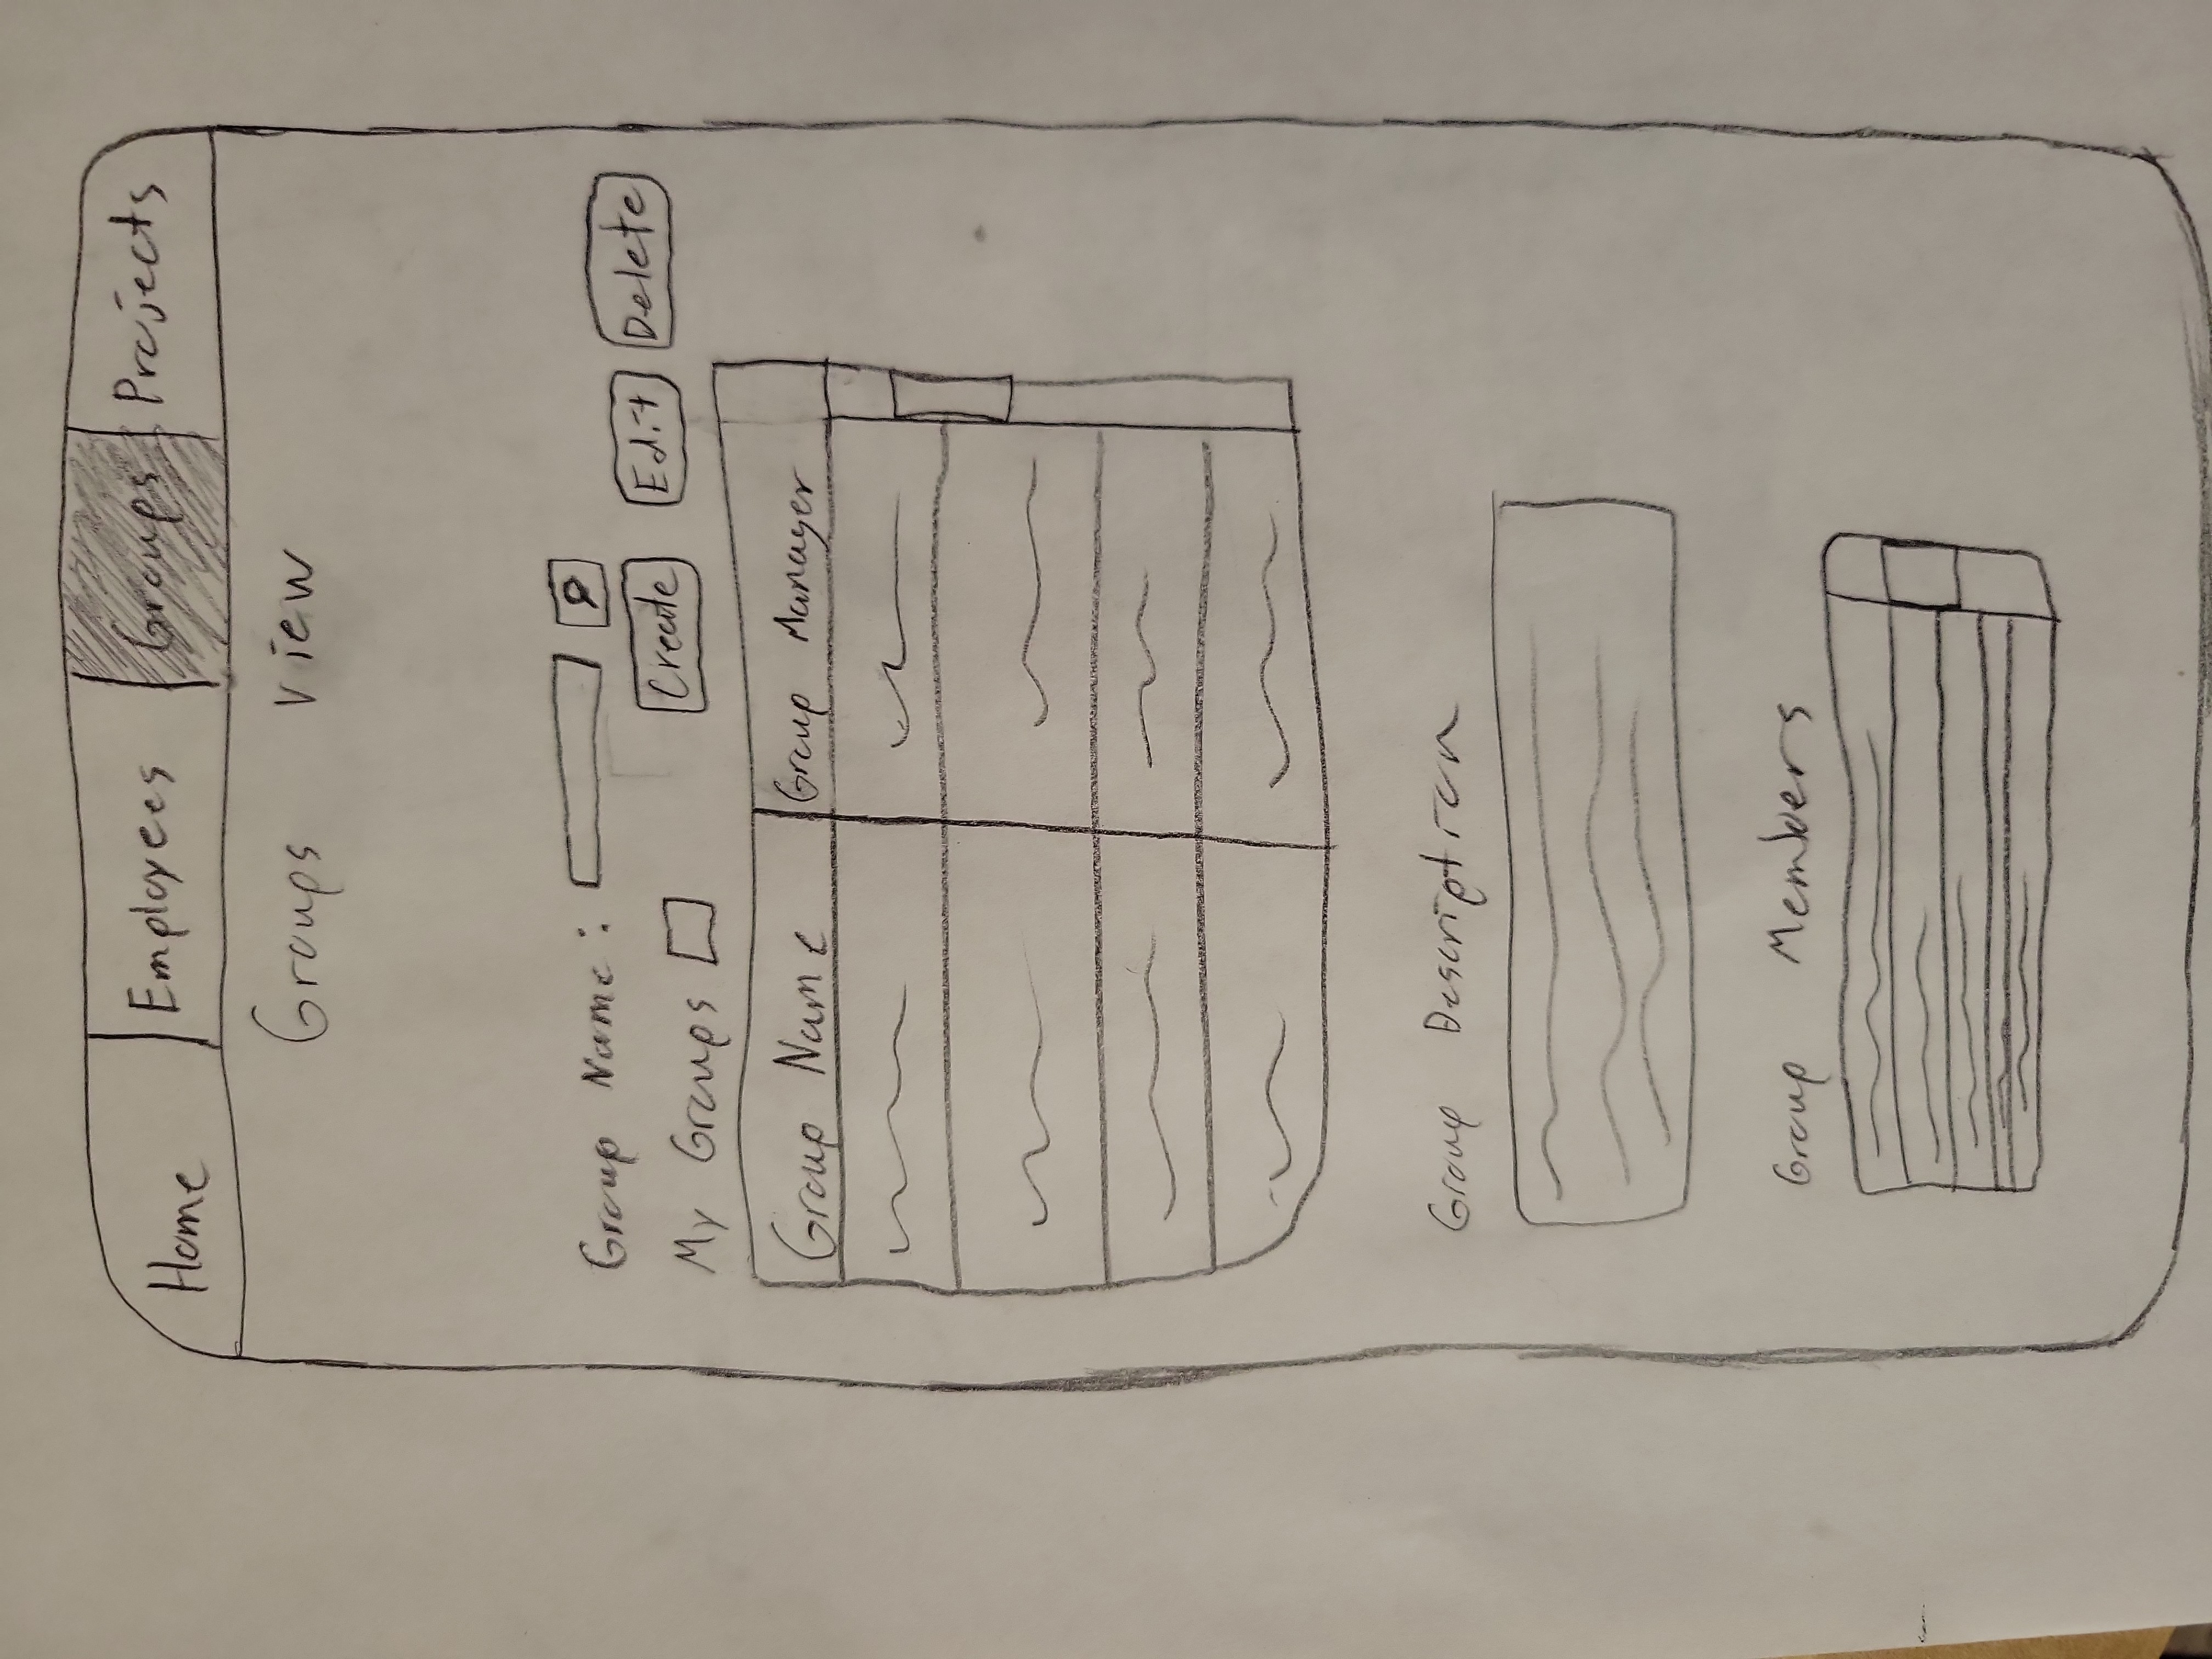 Home Employees Groups Projects
Groups View
Group Name:
My Groups Create Edit Delete
Group Name Group Manager
Group Description
Group Members